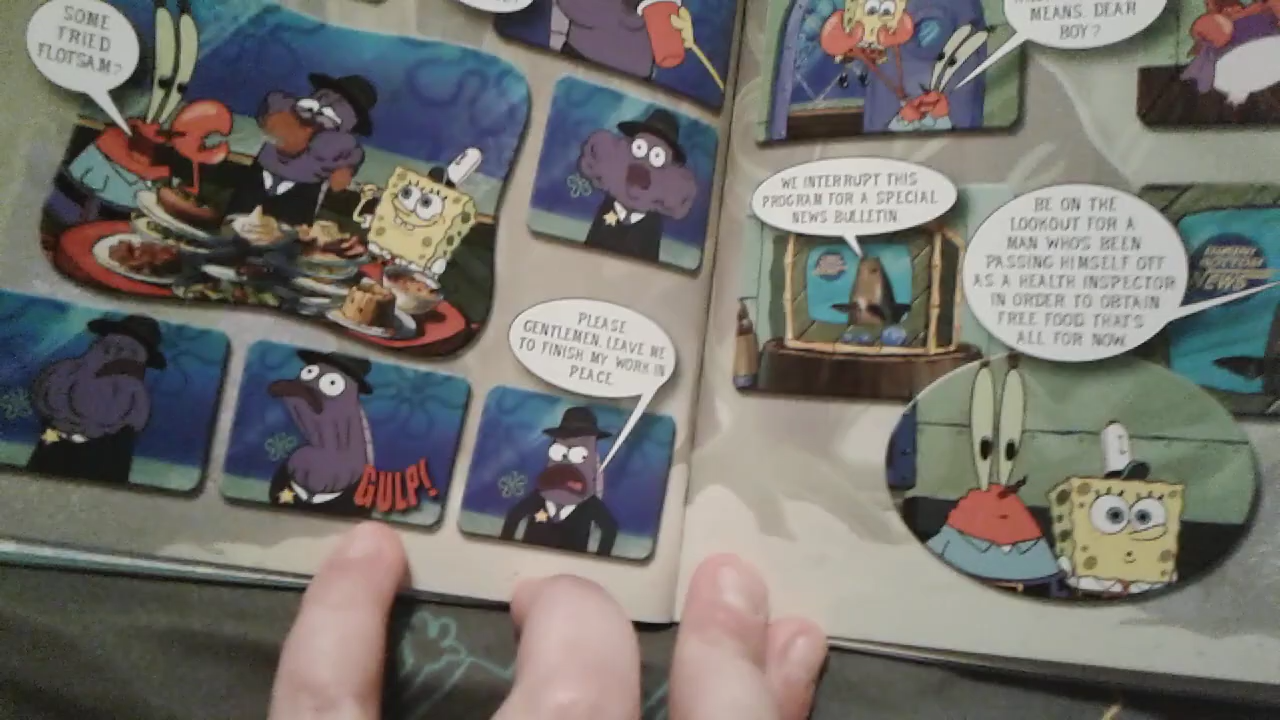 SOME
FRIED
FLOTSAM?
GULP!
PLEASE
GENTLEMEN, LEAVE ME
TO FINISH MY WORK IN
PEACE.
MEANS, DEAR
BOY?
WE INTERRUPT THIS
PROGRAM FOR A SPECIAL
NEWS BULLETIN.
BE ON THE
LOOKOUT FOR A
MAN WHO'S BEEN
PASSING HIMSELF OFF
AS A HEALTH INSPECTOR
IN ORDER TO OBTAIN
FREE FOOD. THAT'S
ALL FOR NOW.
BOTTOM
NEWS